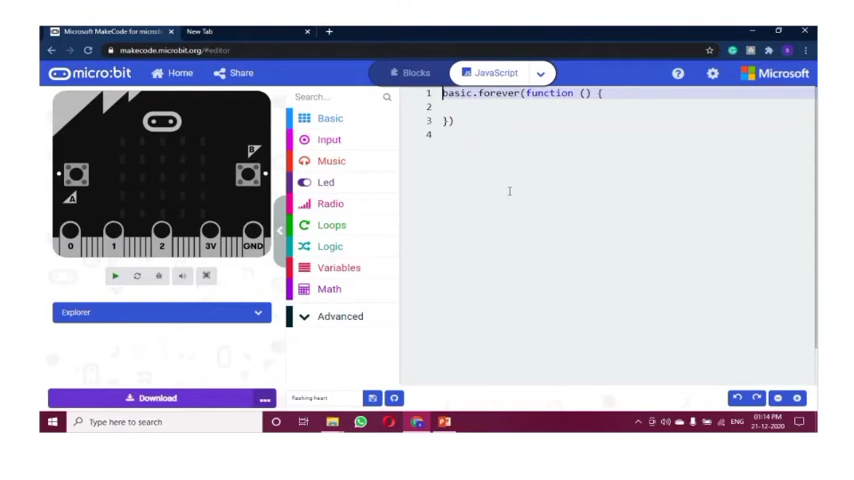 Microsoft MakeCode for micro:b
New Tab
makecode.microbit.org/#editor
micro:bit
Home
Share
Blocks
JavaScript
Microsoft
B
A
0
1
2
3V
GND
Explorer
Download
Search...
Basic
Input
Music
Led
Radio
Loops
Logic
Variables
Math
Advanced
1 basic.forever(function () {
2
3 })
4
flashing heart
Type here to search
ENG
01:14 PM
21-12-2020